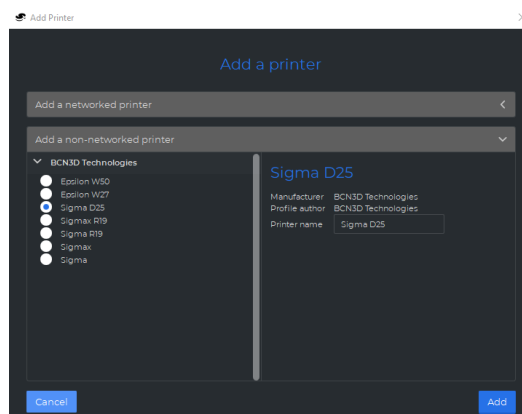 Add Printer
Add a printer
Add a networked printer
Add a non-networked printer
BCN3D Technologies
Epsilon W50
Epsilon W27
Sigma D25
Sigmax R19
Sigma R19
Sigmax
Sigma
Sigma D25
Manufacturer BCN3D Technologies
Profile author BCN3D Technologies
Printer name Sigma D25
Cancel
Add